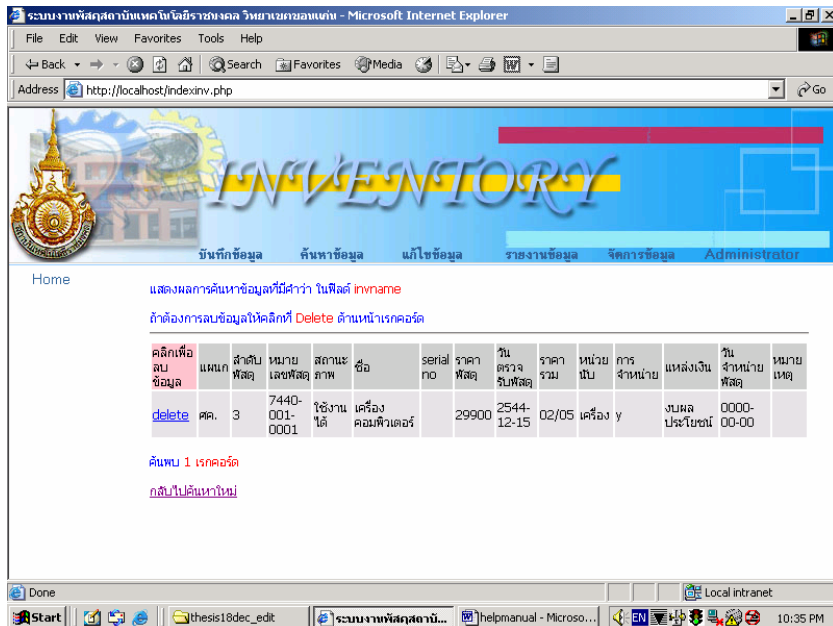 ระบบงานพัสดุสถาบันเทคโนโลยีราชมงคล วิทยาเขตขอนแก่น - Microsoft Internet Explorer
File Edit View Favorites Tools Help
Back Search Favorites Media
Address http://localhost/indexinv.php Go
INVENTORY
บันทึกข้อมูล ค้นหาข้อมูล แก้ไขข้อมูล รายงานข้อมูล จัดการข้อมูล Administrator
Home
แสดงผลการค้นหาข้อมูลที่มีคำว่า ในฟิลด์ invname
ถ้าต้องการลบข้อมูลให้คลิกที่ Delete ด้านหน้าเรกคอร์ด
คลิกเพื่อลบข้อมูล แผนก ลำดับพัสดุ หมายเลขพัสดุ สถานะภาพ ชื่อ serial no ราคาพัสดุ วันตรวจรับพัสดุ ราคารวม หน่วยนับ การจำหน่าย แหล่งเงิน วันจำหน่ายพัสดุ หมายเหตุ
delete ศค. 3 7440-001-0001 ใช้งานได้ เครื่องคอมพิวเตอร์ 29900 2544-12-15 02/05 เครื่อง y งบผลประโยชน์ 0000-00-00
ค้นพบ 1 เรกคอร์ด
กลับไปค้นหาใหม่
Done Local intranet
Start thesis18dec_edit ระบบงานพัสดุสถาบั... helpmanual - Microso... EN 10:35 PM